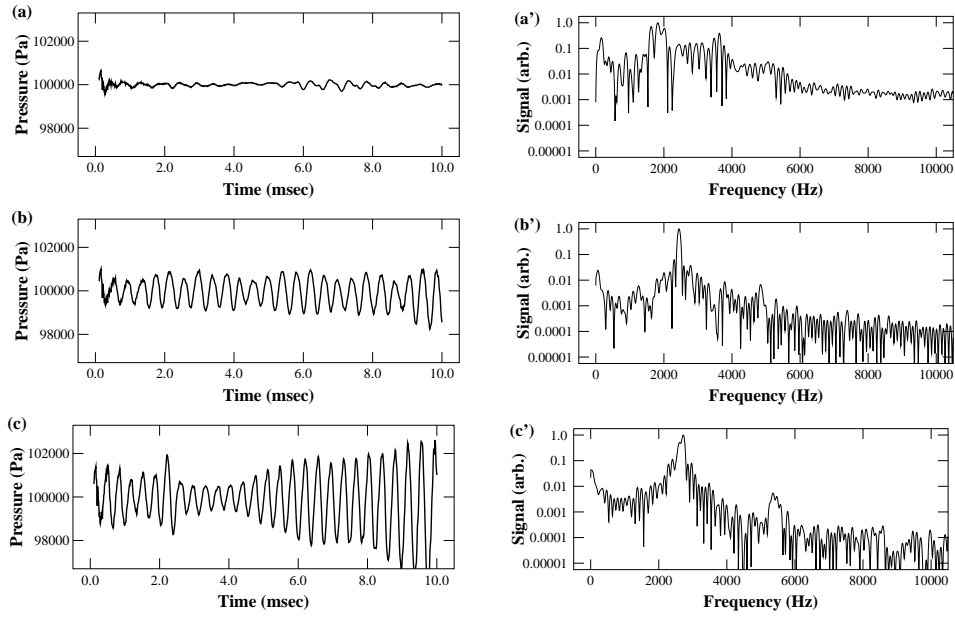 (a)
Pressure (Pa)
102000
100000
98000
0.0 2.0 4.0 6.0 8.0 10.0
Time (msec)
(a')
Signal (arb.)
1.0
0.1
0.01
0.001
0.0001
0.00001
0 2000 4000 6000 8000 10000
Frequency (Hz)
(b)
Pressure (Pa)
102000
100000
98000
0.0 2.0 4.0 6.0 8.0 10.0
Time (msec)
(b')
Signal (arb.)
1.0
0.1
0.01
0.001
0.0001
0.00001
0 2000 4000 6000 8000 10000
Frequency (Hz)
(c)
Pressure (Pa)
102000
100000
98000
0.0 2.0 4.0 6.0 8.0 10.0
Time (msec)
(c')
Signal (arb.)
1.0
0.1
0.01
0.001
0.0001
0.00001
0 2000 4000 6000 8000 10000
Frequency (Hz)